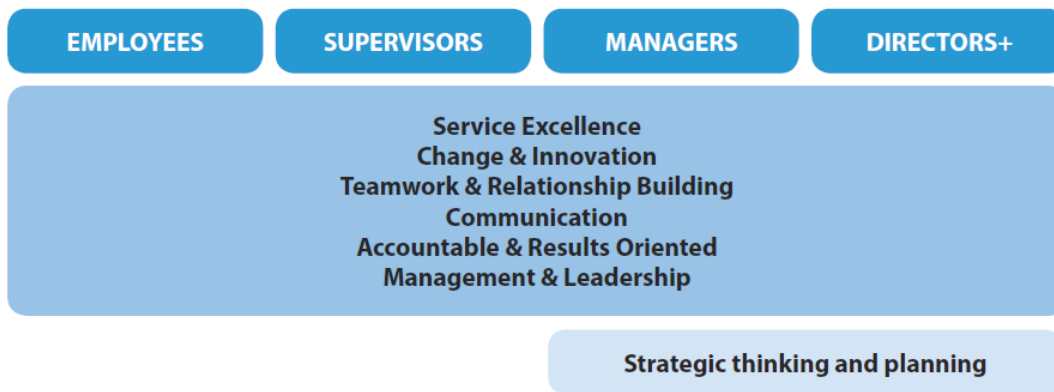 EMPLOYEES
SUPERVISORS
MANAGERS
DIRECTORS+
Service Excellence
Change & Innovation
Teamwork & Relationship Building
Communication
Accountable & Results Oriented
Management & Leadership
Strategic thinking and planning